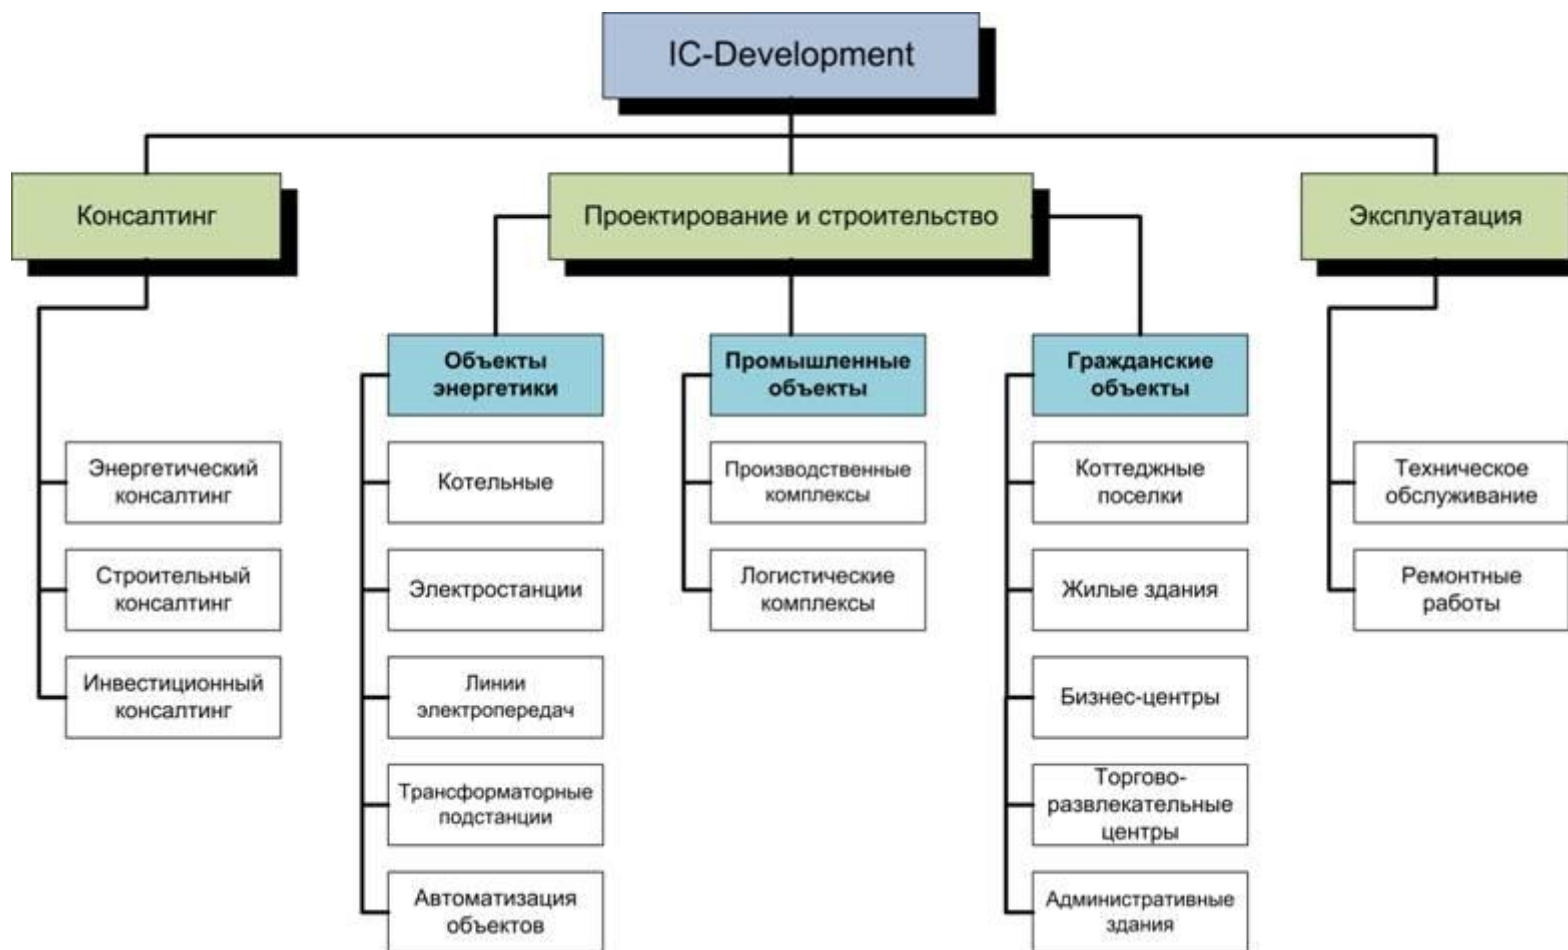 IC-Development
Консалтинг
Проектирование и строительство
Эксплуатация
Объекты
энергетики
Промышленные
объекты
Гражданские
объекты
Энергетический
консалтинг
Строительный
консалтинг
Инвестиционный
консалтинг
Котельные
Электростанции
Линии
электропередач
Трансформаторные
подстанции
Автоматизация
объектов
Производственные
комплексы
Логистические
комплексы
Коттеджные
поселки
Жилые здания
Бизнес-центры
Торгово-
развлекательные
центры
Административные
здания
Техническое
обслуживание
Ремонтные
работы